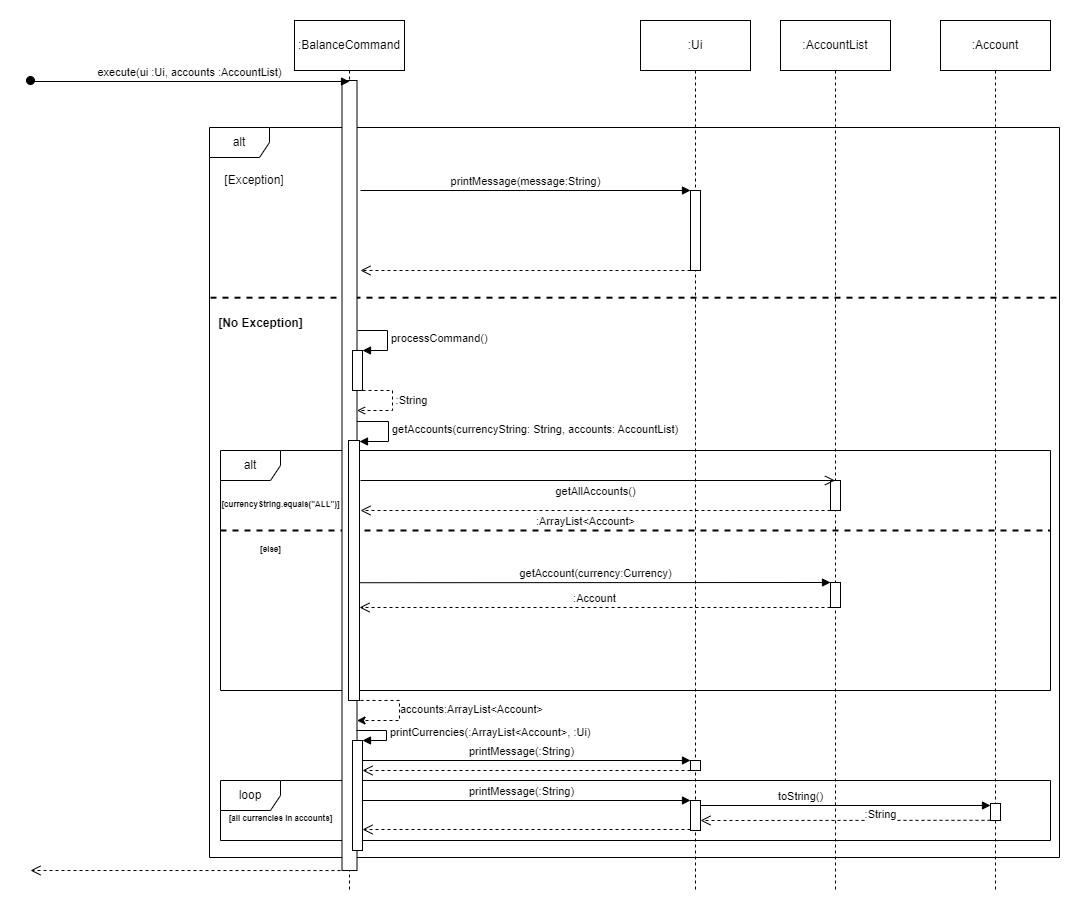 :BalanceCommand
:Ui
:AccountList
:Account
execute(ui :Ui, accounts :AccountList)
alt
[Exception]
printMessage(message:String)
[No Exception]
processCommand()
:String
getAccounts(currencyString: String, accounts: AccountList)
alt
getAllAccounts()
[currencyString.equals("ALL")]
:ArrayList<Account>
[else]
getAccount(currency:Currency)
:Account
accounts:ArrayList<Account>
printCurrencies(:ArrayList<Account>, :Ui)
printMessage(:String)
loop
printMessage(:String)
toString()
:String
[all currencies in accounts]